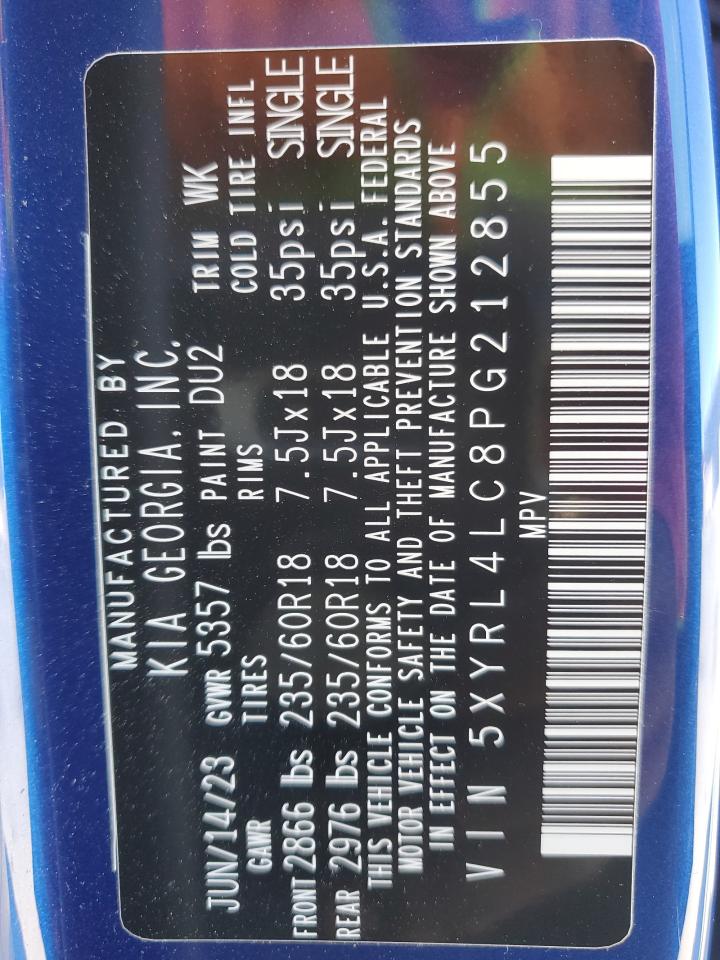 MANUFACTURED BY
KIA GEORGIA, INC.
JUN/14/23 GVWR 5357 lbs PAINT DU2 TRIM WK
GAWR TIRES RIMS COLD TIRE INFL
FRONT 2866 lbs 235/60R18 7.5Jx18 35psi SINGLE
REAR 2976 lbs 235/60R18 7.5Jx18 35psi SINGLE
THIS VEHICLE CONFORMS TO ALL APPLICABLE U.S.A. FEDERAL
MOTOR VEHICLE SAFETY AND THEFT PREVENTION STANDARDS
IN EFFECT ON THE DATE OF MANUFACTURE SHOWN ABOVE
VIN 5XYRL4LC8PG212855
MPV